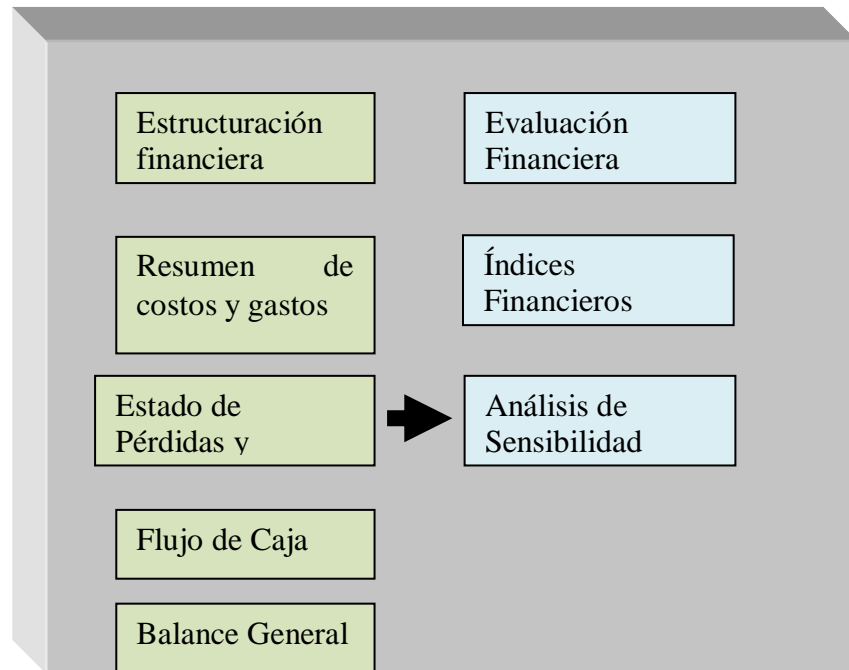 Estructuración
financiera
Resumen de
costos y gastos
Estado de
Pérdidas y
Flujo de Caja
Balance General
Evaluación
Financiera
Índices
Financieros
Análisis de
Sensibilidad